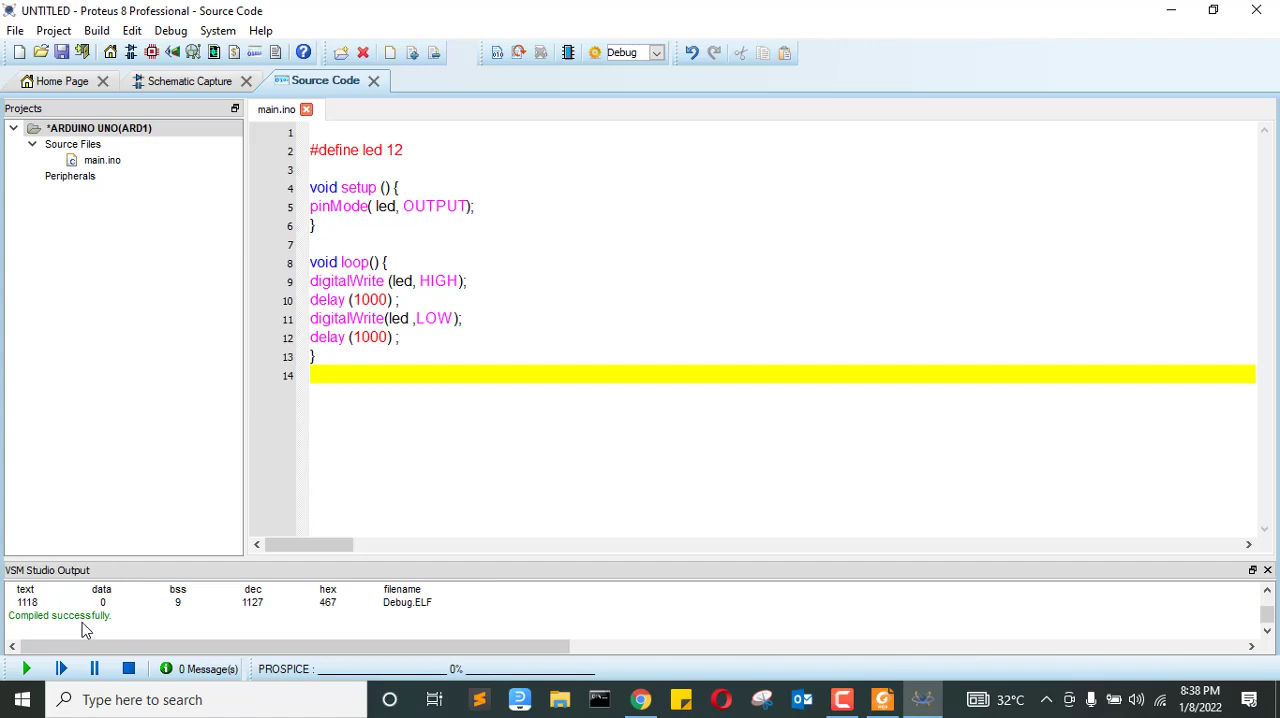 UNTITLED - Proteus 8 Professional - Source Code
File Project Build Edit Debug System Help
Debug
Home Page Schematic Capture Source Code
Projects
main.ino
*ARDUINO UNO(ARD1)
Source Files
main.ino
Peripherals
1
2 #define led 12
3
4 void setup () {
5 pinMode( led, OUTPUT);
6 }
7
8 void loop() {
9 digitalWrite (led, HIGH);
10 delay (1000) ;
11 digitalWrite(led ,LOW );
12 delay (1000) ;
13 }
14
VSM Studio Output
text data bss dec hex filename
1118 0 9 1127 467 Debug.ELF
Compiled successfully.
0 Message(s) PROSPICE : 0%
Type here to search
32°C
8:38 PM
1/8/2022